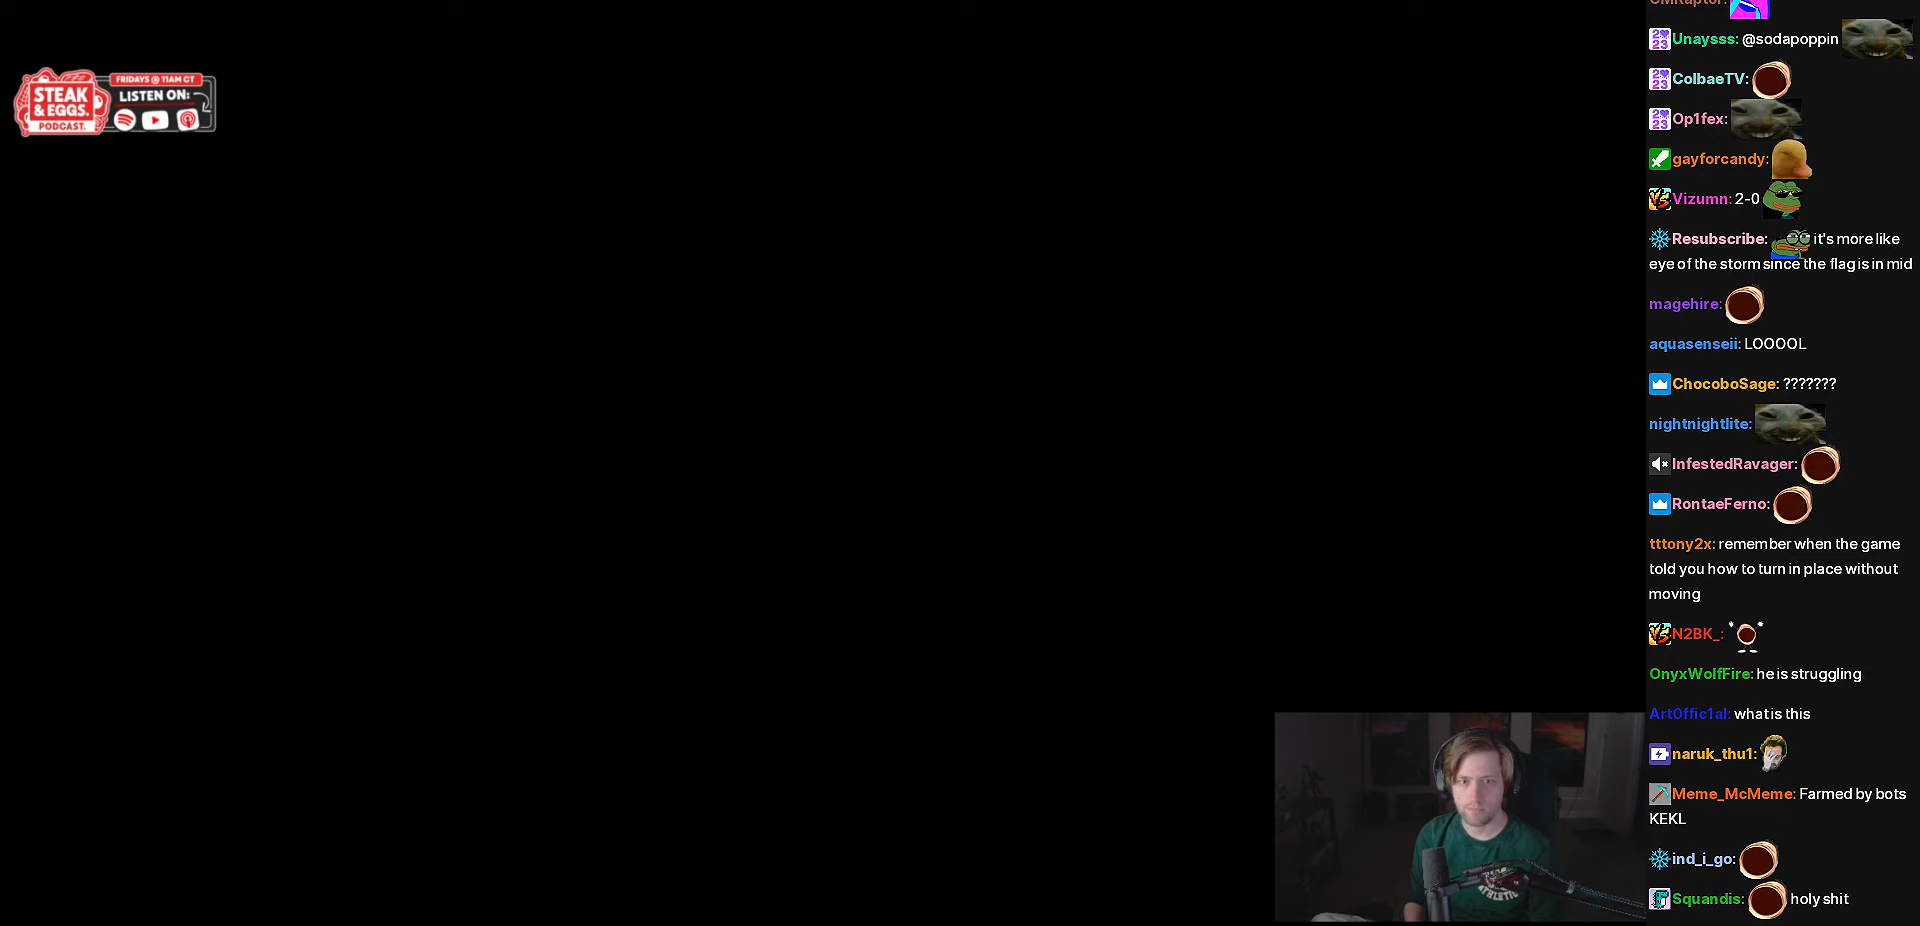 STEAK
& EGGS.
PODCAST.
FRIDAYS @ 11AM CT
LISTEN ON:
Unaysss: @sodapoppin
ColbaeTV:
Op1fex:
gayforcandy:
Vizumn: 2-0
Resubscribe: it's more like
eye of the storm since the flag is in mid
magehire:
aquasenseii: LOOOOL
ChocoboSage: ???????
nightnightlite:
InfestedRavager:
RontaeFerno:
tttony2x: remember when the game
told you how to turn in place without
moving
N2BK_:
OnyxWolfFire: he is struggling
Art0ffic1al: what is this
naruk_thu1:
Meme_McMeme: Farmed by bots
KEKL
ind_i_go:
Squandis: holy shit